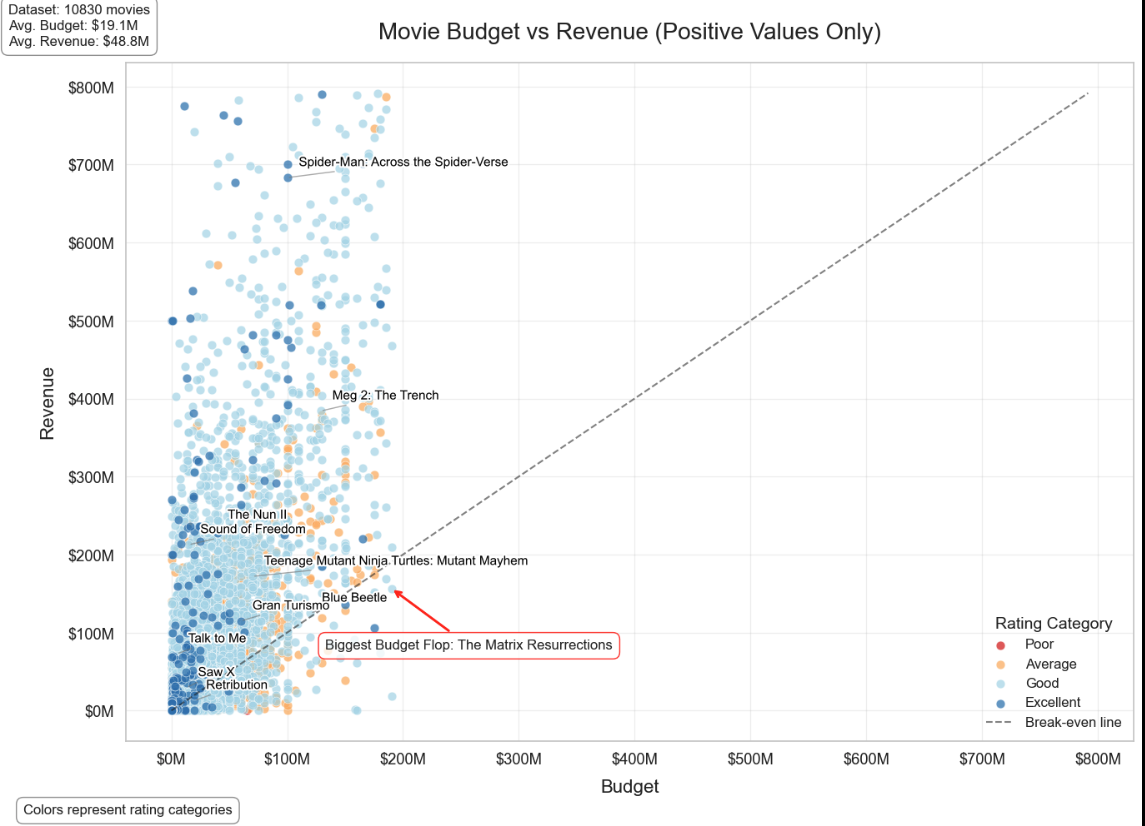 Dataset: 10830 movies
Avg. Budget: $19.1M
Avg. Revenue: $48.8M
Movie Budget vs Revenue (Positive Values Only)
$800M
$700M
$600M
$500M
$400M
$300M
$200M
$100M
$0M
Revenue
Spider-Man: Across the Spider-Verse
Meg 2: The Trench
The Nun II
Sound of Freedom
Teenage Mutant Ninja Turtles: Mutant Mayhem
Blue Beetle
Gran Turismo
Talk to Me
Biggest Budget Flop: The Matrix Resurrections
Saw X
Retribution
Rating Category
Poor
Average
Good
Excellent
Break-even line
$0M
$100M
$200M
$300M
$400M
$500M
$600M
$700M
$800M
Budget
Colors represent rating categories